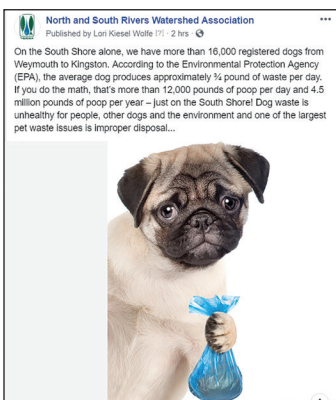 North and South Rivers Watershed Association
Published by Lori Kiesel Wolfe [?] · 2 hrs ·
On the South Shore alone, we have more than 16,000 registered dogs from
Weymouth to Kingston. According to the Environmental Protection Agency
(EPA), the average dog produces approximately ¾ pound of waste per day.
If you do the math, that's more than 12,000 pounds of poop per day and 4.5
million pounds of poop per year – just on the South Shore! Dog waste is
unhealthy for people, other dogs and the environment and one of the largest
pet waste issues is improper disposal...